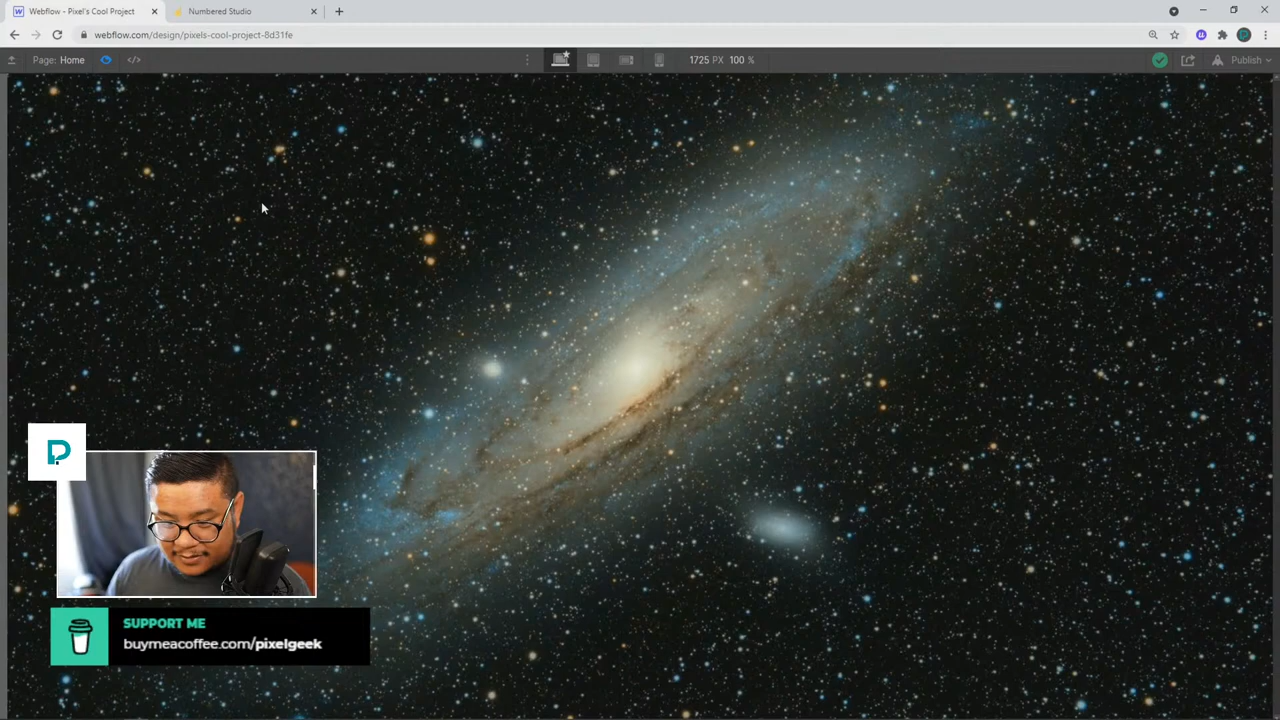 Webflow - Pixel's Cool Project
Numbered Studio
webflow.com/design/pixels-cool-project-8d31fe
Page: Home
1725 PX 100 %
Publish
SUPPORT ME
buymeacoffee.com/pixelgeek